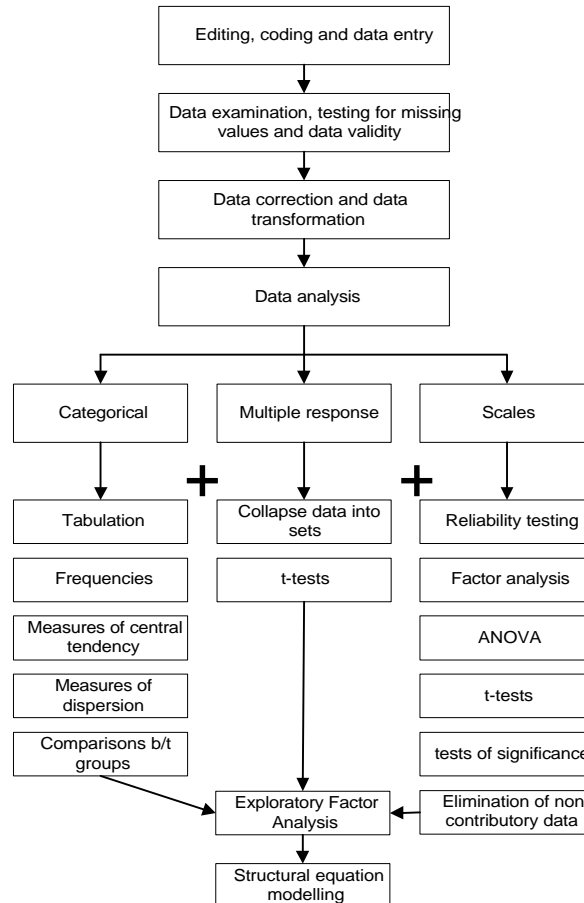 Editing, coding and data entry
Data examination, testing for missing
values and data validity
Data correction and data
transformation
Data analysis
Categorical
Multiple response
Scales
Tabulation
Collapse data into
sets
Reliability testing
Frequencies
t-tests
Factor analysis
Measures of central
tendency
ANOVA
Measures of
dispersion
t-tests
Comparisons b/t
groups
tests of significance
Exploratory Factor
Analysis
Elimination of non
contributory data
Structural equation
modelling